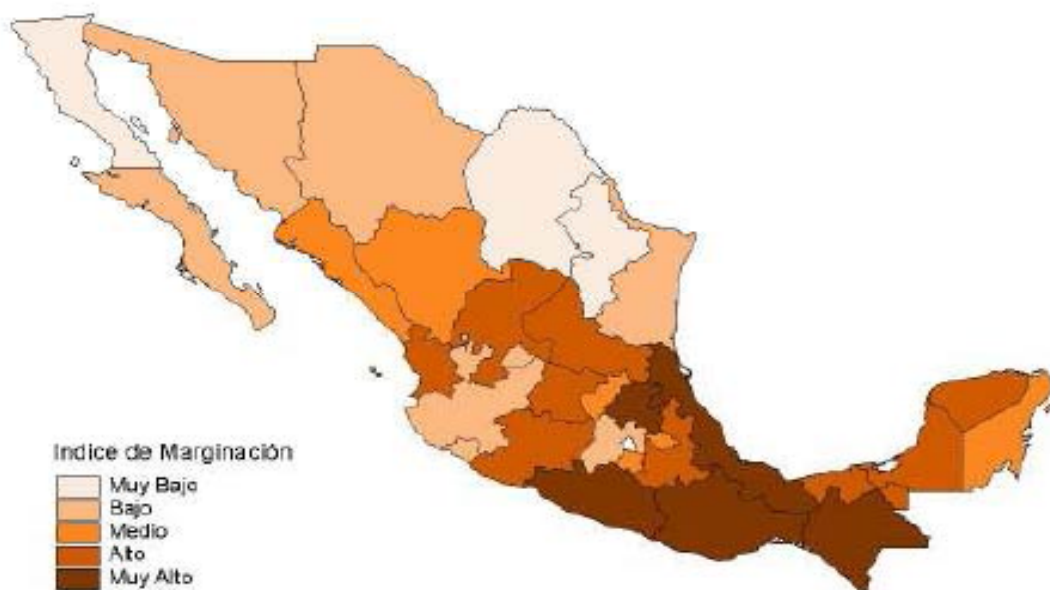 Indice de Marginación
Muy Bajo
Bajo
Medio
Alto
Muy Alto